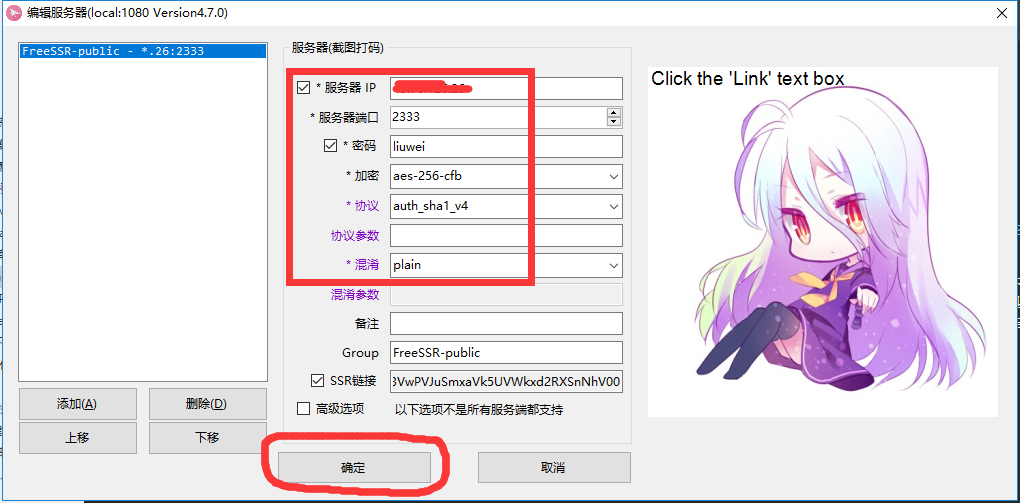 编辑服务器(local:1080 Version4.7.0)
FreeSSR-public - *.26:2333
服务器(截图打码)
* 服务器 IP
* 服务器端口 2333
* 密码 liuwei
* 加密 aes-256-cfb
* 协议 auth_sha1_v4
协议参数
* 混淆 plain
混淆参数
备注
Group FreeSSR-public
SSR链接 3VwPVJuSmxaVk5UVWkxd2RXSnNhV00
高级选项 以下选项不是所有服务端都支持
添加(A) 删除(D)
上移 下移
确定 取消
Click the 'Link' text box